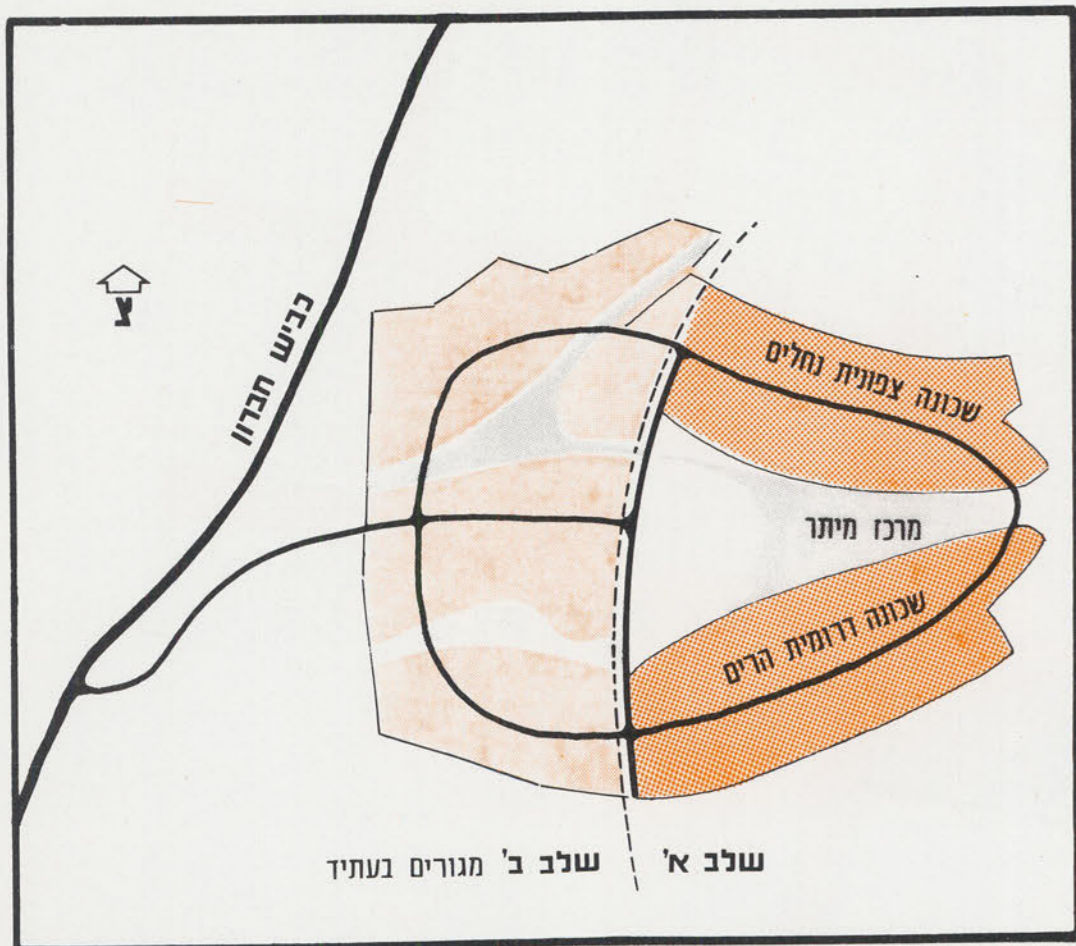 כביש חברון
צ
שכונה צפונית נחלים
מרכז מיתר
שכונה דרומית הרים
שלב א' שלב ב' מגורים בעתיד